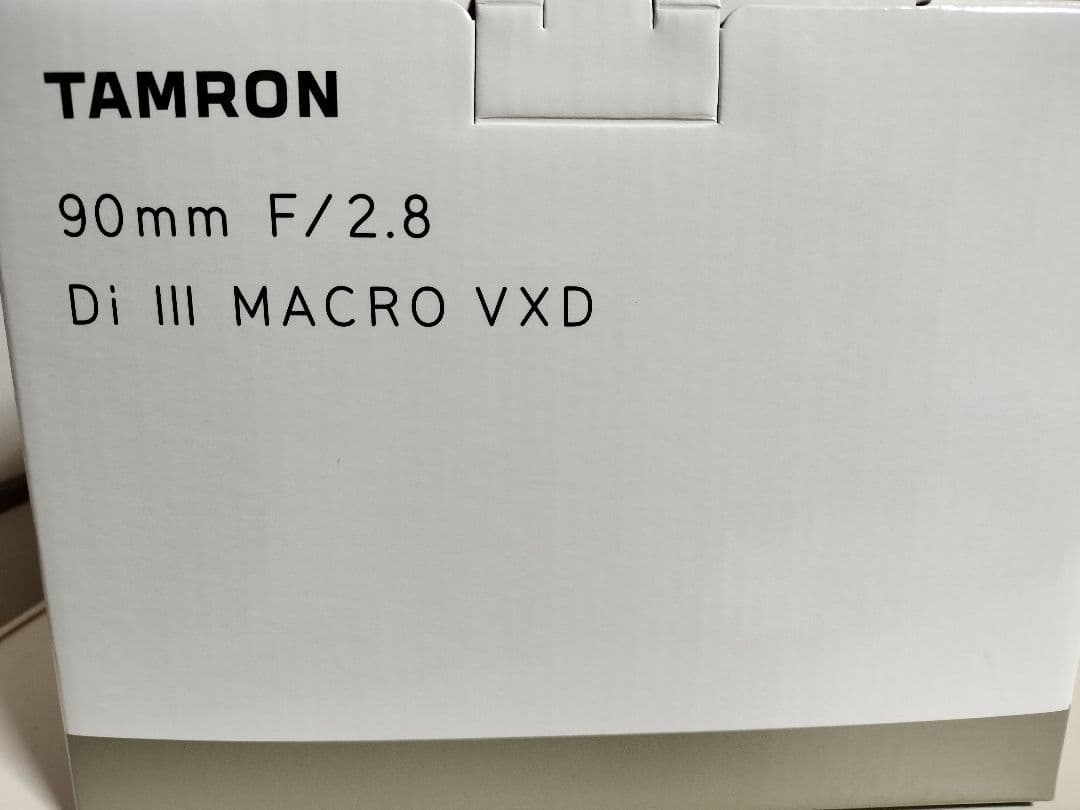 TAMRON
90mm F/2.8
Di III MACRO VXD